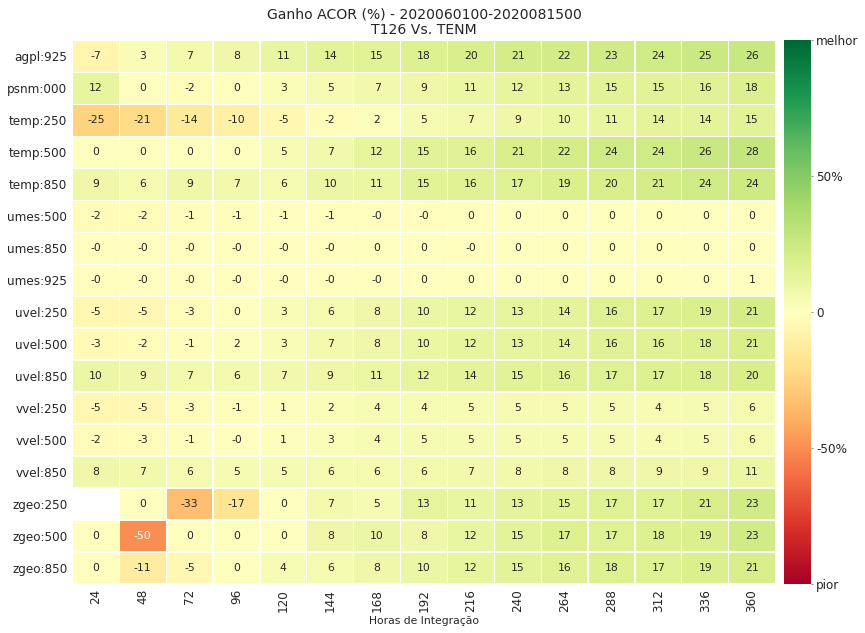 Ganho ACOR (%) - 2020060100-2020081500
T126 Vs. TENM
agpl:925 -7 3 7 8 11 14 15 18 20 21 22 23 24 25 26
psnm:000 12 0 -2 0 3 5 7 9 11 12 13 15 15 16 18
temp:250 -25 -21 -14 -10 -5 -2 2 5 7 9 10 11 14 14 15
temp:500 0 0 0 0 5 7 12 15 16 21 22 24 24 26 28
temp:850 9 6 9 7 6 10 11 15 16 17 19 20 21 24 24
umes:500 -2 -2 -1 -1 -1 -1 -0 -0 0 0 0 0 0 0 0
umes:850 -0 -0 -0 -0 -0 -0 0 0 -0 0 0 0 0 0 0
umes:925 -0 -0 -0 -0 -0 -0 -0 0 0 0 0 0 0 0 1
uvel:250 -5 -5 -3 0 3 6 8 10 12 13 14 16 17 19 21
uvel:500 -3 -2 -1 2 3 7 8 10 12 13 14 16 16 18 21
uvel:850 10 9 7 6 7 9 11 12 14 15 16 17 17 18 20
vvel:250 -5 -5 -3 -1 1 2 4 4 5 5 5 5 4 5 6
vvel:500 -2 -3 -1 -0 1 3 4 5 5 5 5 5 4 5 6
vvel:850 8 7 6 5 5 6 6 6 7 8 8 8 9 9 11
zgeo:250 0 -33 -17 0 7 5 13 11 13 15 17 17 21 23
zgeo:500 0 -50 0 0 0 8 10 8 12 15 17 17 18 19 23
zgeo:850 0 -11 -5 0 4 6 8 10 12 15 16 18 17 19 21
24 48 72 96 120 144 168 192 216 240 264 288 312 336 360
Horas de Integração
melhor
50%
0
-50%
pior